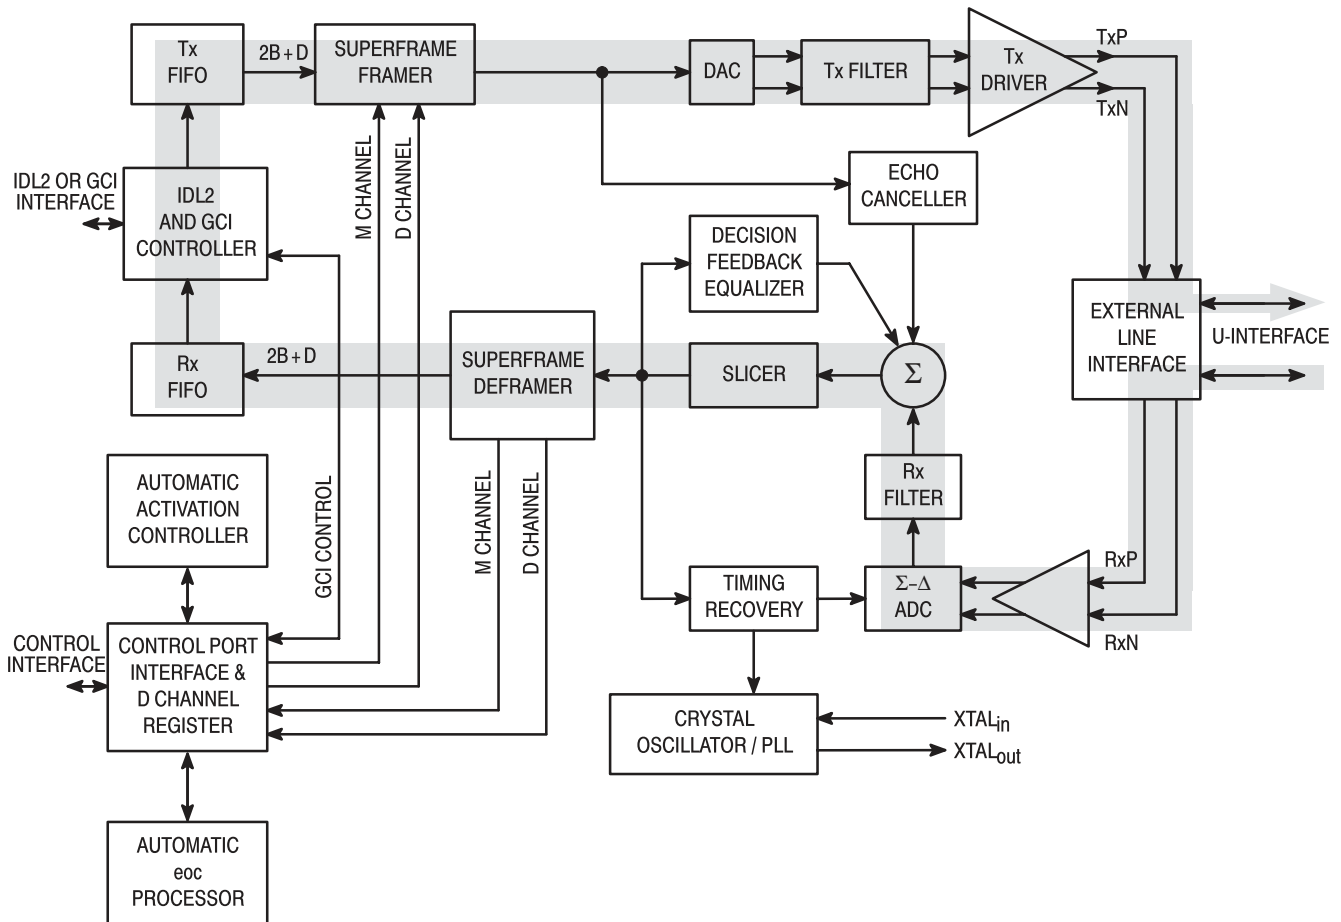 Tx
FIFO
2B+D
SUPERFRAME
FRAMER
DAC
Tx FILTER
Tx
DRIVER
TxP
TxN
M CHANNEL
D CHANNEL
ECHO
CANCELLER
IDL2 OR GCI
INTERFACE
IDL2
AND GCI
CONTROLLER
DECISION
FEEDBACK
EQUALIZER
EXTERNAL
LINE
INTERFACE
U-INTERFACE
Rx
FIFO
2B+D
SUPERFRAME
DEFRAMER
SLICER
Σ
Rx
FILTER
AUTOMATIC
ACTIVATION
CONTROLLER
GCI CONTROL
M CHANNEL
D CHANNEL
TIMING
RECOVERY
Σ–Δ
ADC
RxP
RxN
CONTROL
INTERFACE
CONTROL PORT
INTERFACE &
D CHANNEL
REGISTER
CRYSTAL
OSCILLATOR / PLL
XTALin
XTALout
AUTOMATIC
eoc
PROCESSOR